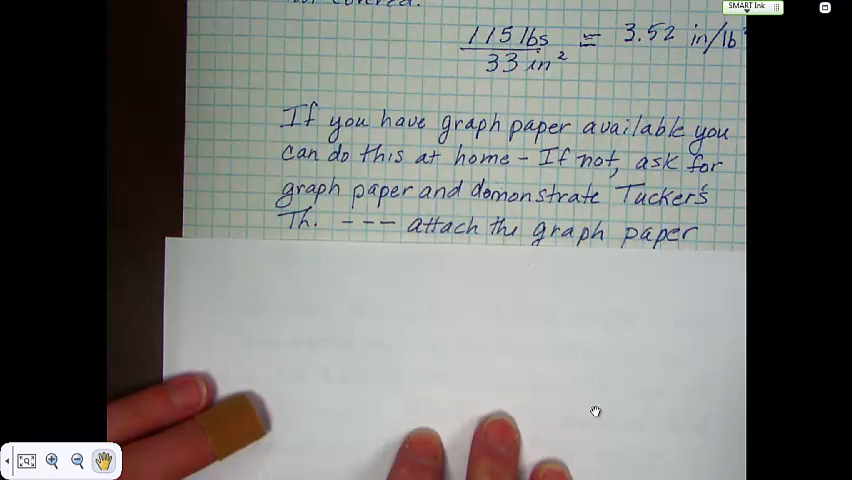 SMART Ink
115 lbs
33 in² = 3.52 in/lb
If you have graph paper available you
can do this at home - If not, ask for
graph paper and demonstrate Tucker's
Th. --- attach the graph paper